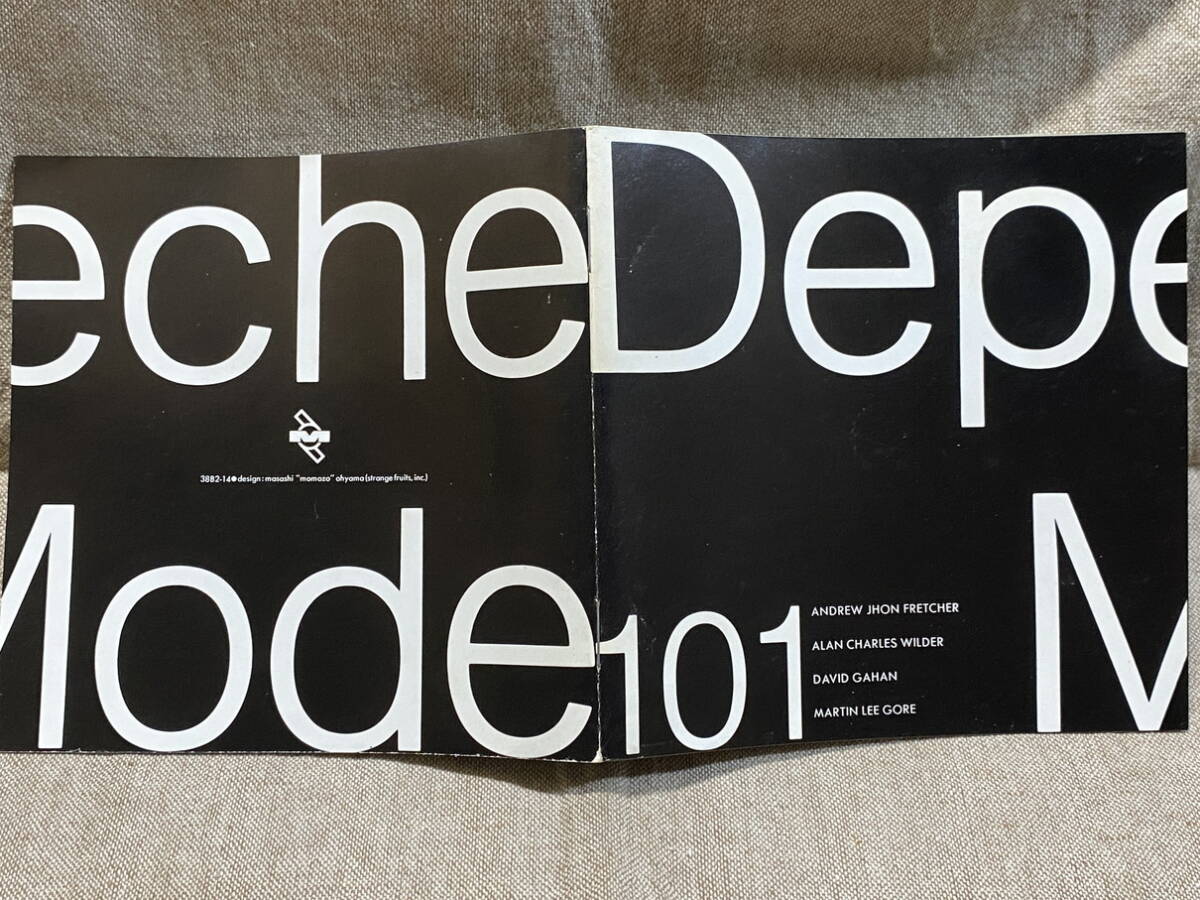 eche
Mode
3882-14●design: masashi "momozo" ohyama (strange fruits, inc.)
Depe
M
101
ANDREW JHON FRETCHER
ALAN CHARLES WILDER
DAVID GAHAN
MARTIN LEE GORE